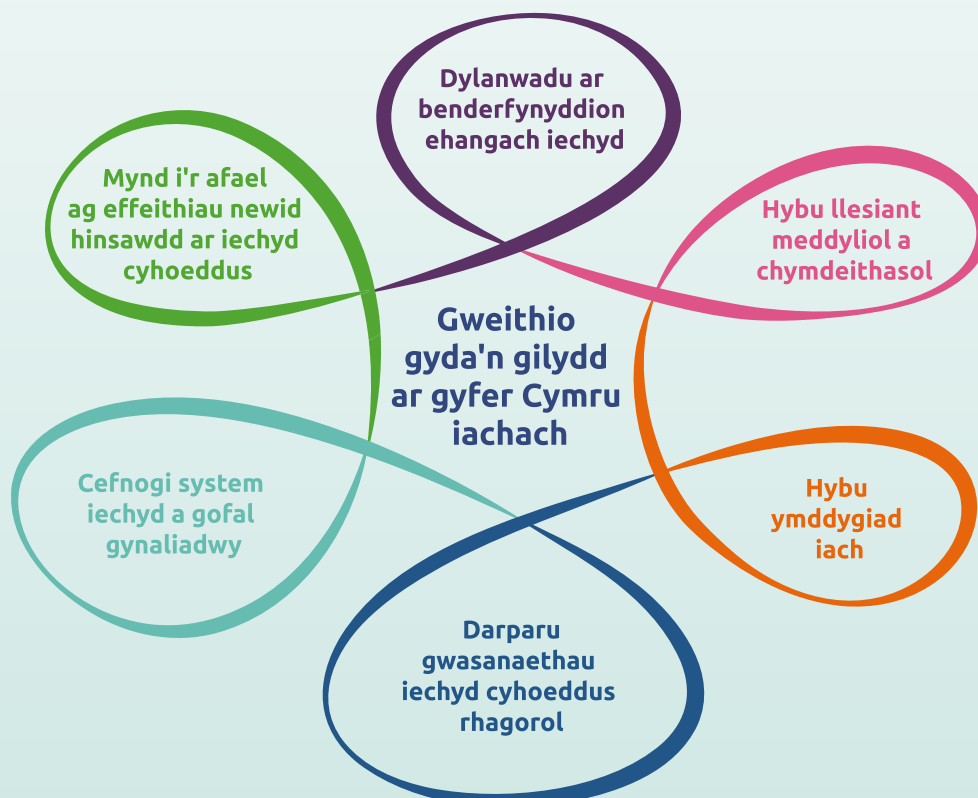 Dylanwadu ar
benderfynyddion
ehangach iechyd
Hybu llesiant
meddyliol a
chymdeithasol
Hybu
ymddygiad
iach
Darparu
gwasanaethau
iechyd cyhoeddus
rhagorol
Cefnogi system
iechyd a gofal
gynaliadwy
Mynd i'r afael
ag effeithiau newid
hinsawdd ar iechyd
cyhoeddus
Gweithio
gyda'n gilydd
ar gyfer Cymru
iachach